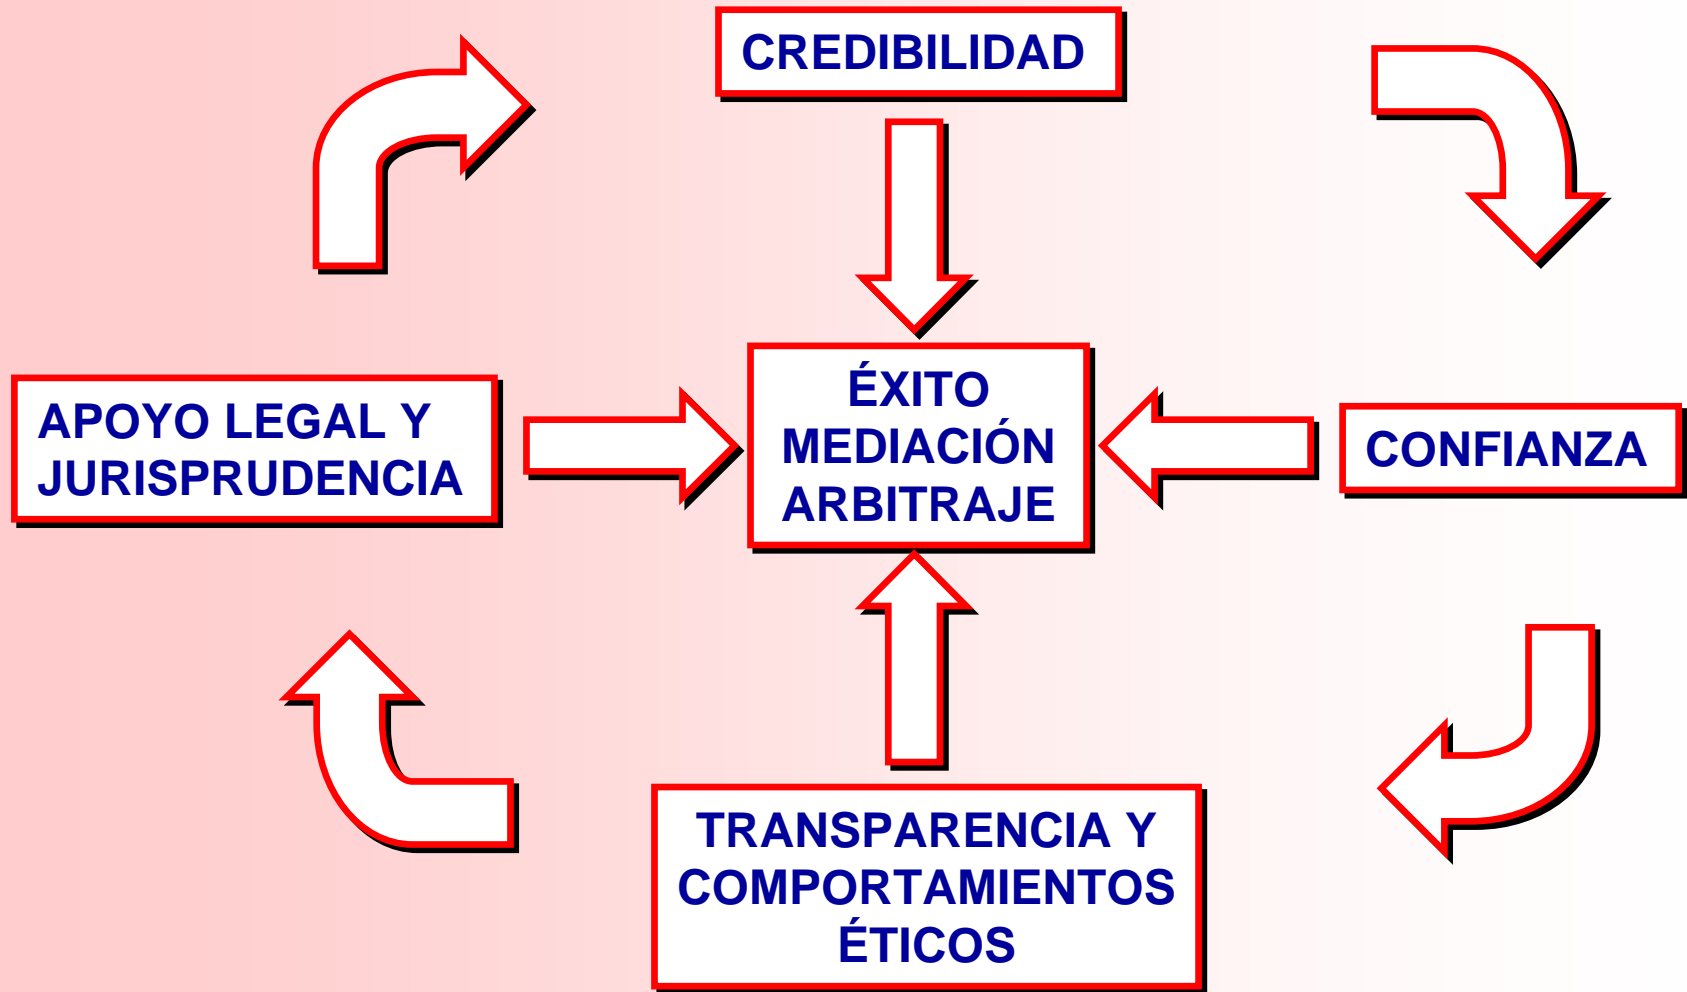 CREDIBILIDAD
ÉXITO
MEDIACIÓN
ARBITRAJE
APOYO LEGAL Y
JURISPRUDENCIA
CONFIANZA
TRANSPARENCIA Y
COMPORTAMIENTOS
ÉTICOS